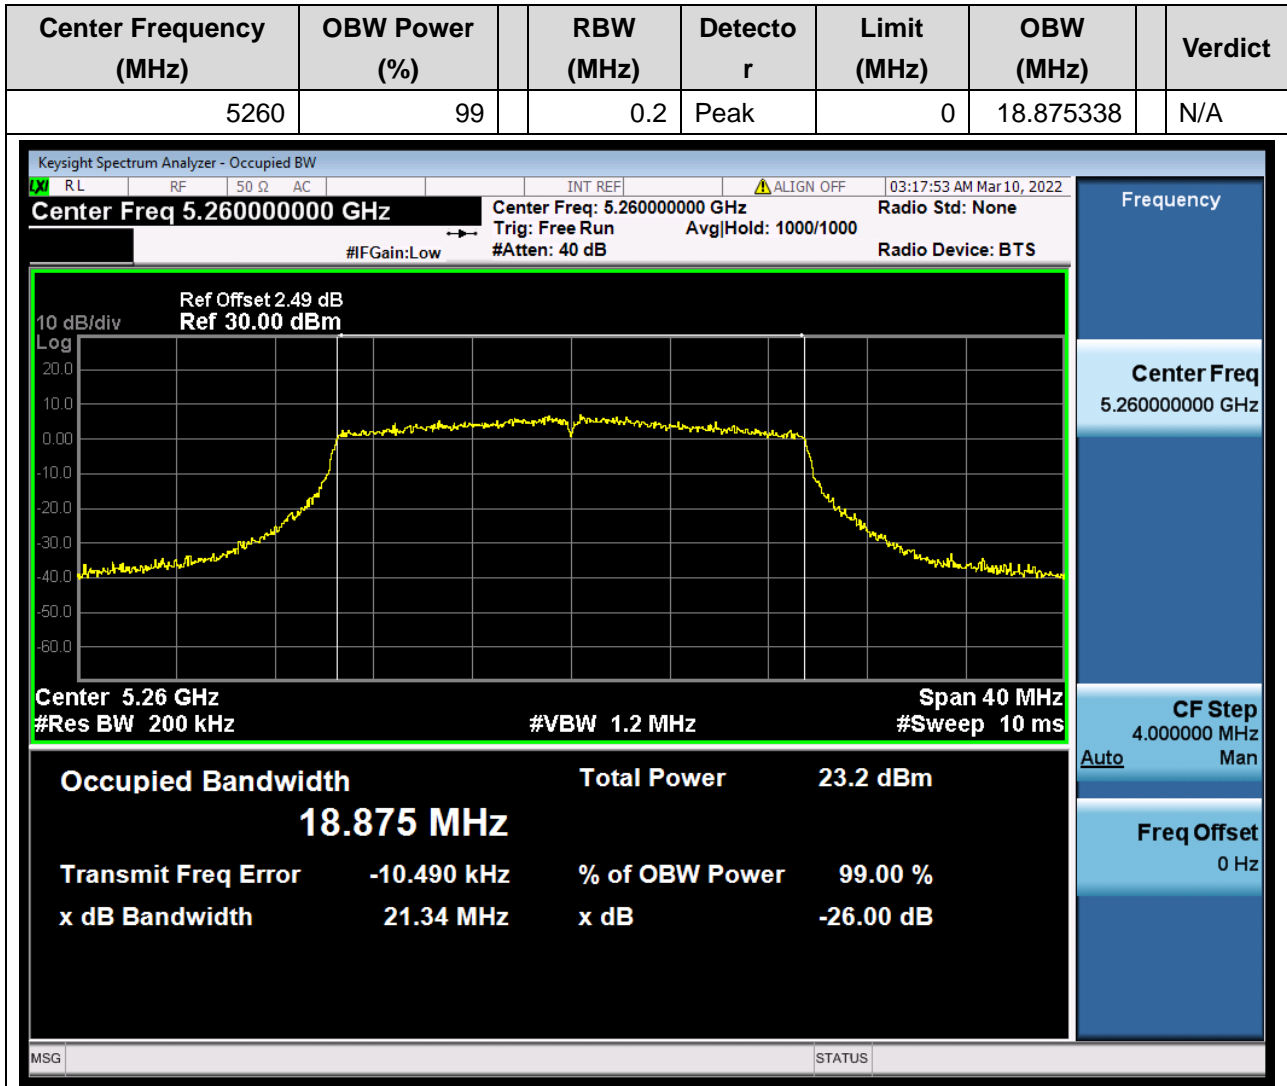 Center Frequency OBW Power RBW Detecto Limit OBW Verdict
(MHz) (%) (MHz) r (MHz) (MHz)
5260 99 0.2 Peak 0 18.875338 N/A
Keysight Spectrum Analyzer - Occupied BW
LXI RL RF 50 Ω AC INT REF ALIGN OFF 03:17:53 AM Mar 10, 2022
Center Freq 5.260000000 GHz Center Freq: 5.260000000 GHz Radio Std: None
Trig: Free Run Avg|Hold: 1000/1000
#IFGain:Low #Atten: 40 dB Radio Device: BTS
Frequency
Ref Offset 2.49 dB
10 dB/div Ref 30.00 dBm
Log
20.0
10.0
0.00
-10.0
-20.0
-30.0
-40.0
-50.0
-60.0
Center 5.26 GHz Span 40 MHz
#Res BW 200 kHz #VBW 1.2 MHz #Sweep 10 ms
Center Freq
5.260000000 GHz
CF Step
4.000000 MHz
Auto Man
Freq Offset
0 Hz
Occupied Bandwidth Total Power 23.2 dBm
18.875 MHz
Transmit Freq Error -10.490 kHz % of OBW Power 99.00 %
x dB Bandwidth 21.34 MHz x dB -26.00 dB
MSG STATUS